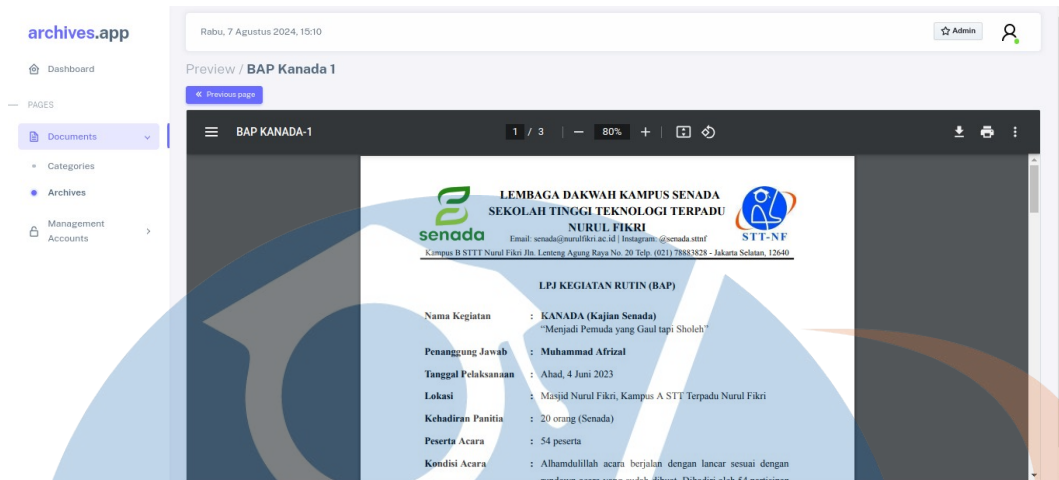 archives.app
Rabu, 7 Agustus 2024, 15:10
Admin
Dashboard
PAGES
Documents
Categories
Archives
Management Accounts
Preview / BAP Kanada 1
« Previous page
BAP KANADA-1
1 / 3 | − 80% + |
senada
LEMBAGA DAKWAH KAMPUS SENADA
SEKOLAH TINGGI TEKNOLOGI TERPADU
NURUL FIKRI
STT-NF
Email: senada@nurulfikri.ac.id | Instagram: @senada.sttnf
Kampus B STTT Nurul Fikri Jln. Lenteng Agung Raya No. 20 Telp. (021) 78883828 - Jakarta Selatan, 12640
LPJ KEGIATAN RUTIN (BAP)
Nama Kegiatan : KANADA (Kajian Senada)
“Menjadi Pemuda yang Gaul tapi Sholeh”
Penanggung Jawab : Muhammad Afrizal
Tanggal Pelaksanaan : Ahad, 4 Juni 2023
Lokasi : Masjid Nurul Fikri, Kampus A STT Terpadu Nurul Fikri
Kehadiran Panitia : 20 orang (Senada)
Peserta Acara : 54 peserta
Kondisi Acara : Alhamdulillah acara berjalan dengan lancar sesuai dengan